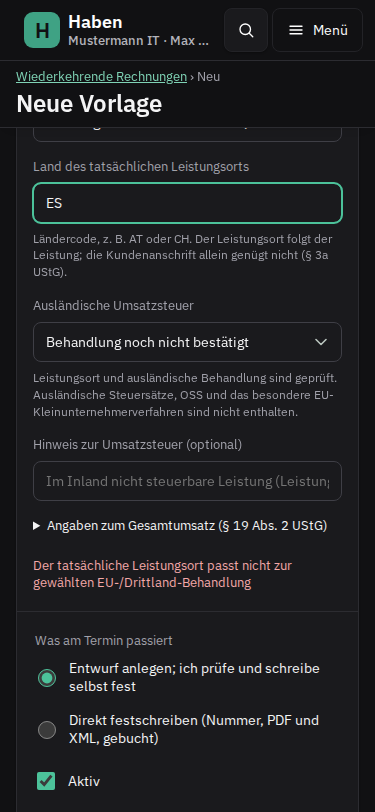 H
Haben
Mustermann IT · Max ...
Menü
Wiederkehrende Rechnungen › Neu
Neue Vorlage
Land des tatsächlichen Leistungsorts
ES
Ländercode, z. B. AT oder CH. Der Leistungsort folgt der
Leistung; die Kundenanschrift allein genügt nicht (§ 3a
UStG).
Ausländische Umsatzsteuer
Behandlung noch nicht bestätigt
Leistungsort und ausländische Behandlung sind geprüft.
Ausländische Steuersätze, OSS und das besondere EU-
Kleinunternehmerverfahren sind nicht enthalten.
Hinweis zur Umsatzsteuer (optional)
Im Inland nicht steuerbare Leistung (Leistung
Angaben zum Gesamtumsatz (§ 19 Abs. 2 UStG)
Der tatsächliche Leistungsort passt nicht zur
gewählten EU-/Drittland-Behandlung
Was am Termin passiert
Entwurf anlegen; ich prüfe und schreibe
selbst fest
Direkt festschreiben (Nummer, PDF und
XML, gebucht)
Aktiv